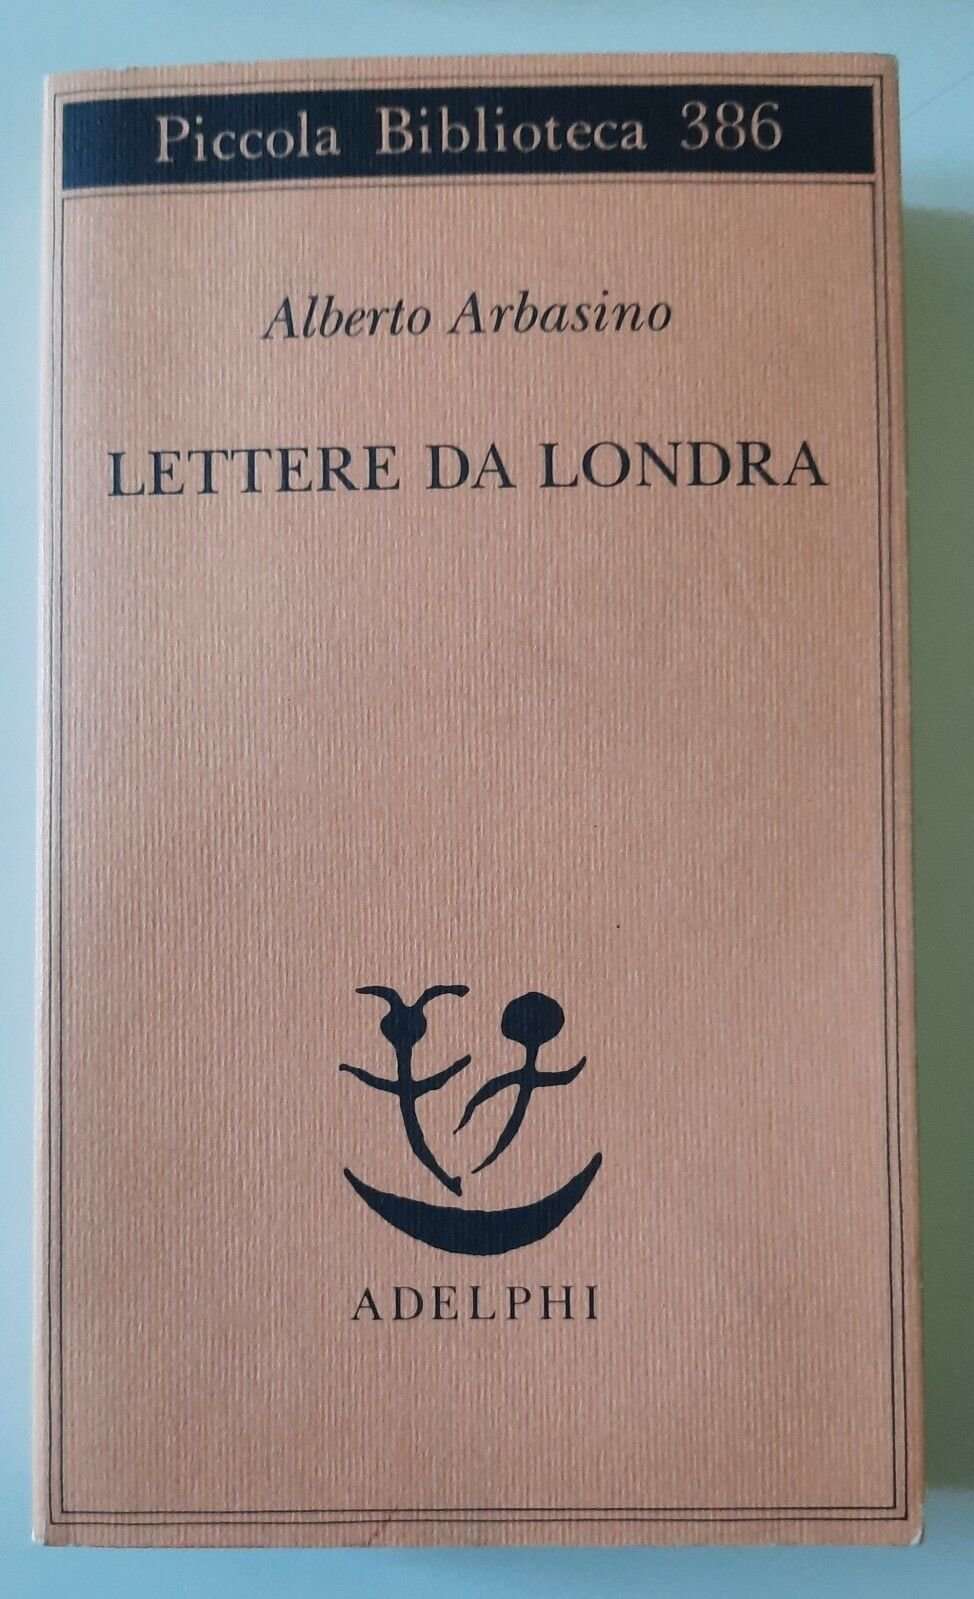 Piccola Biblioteca 386
Alberto Arbasino
LETTERE DA LONDRA
ADELPHI